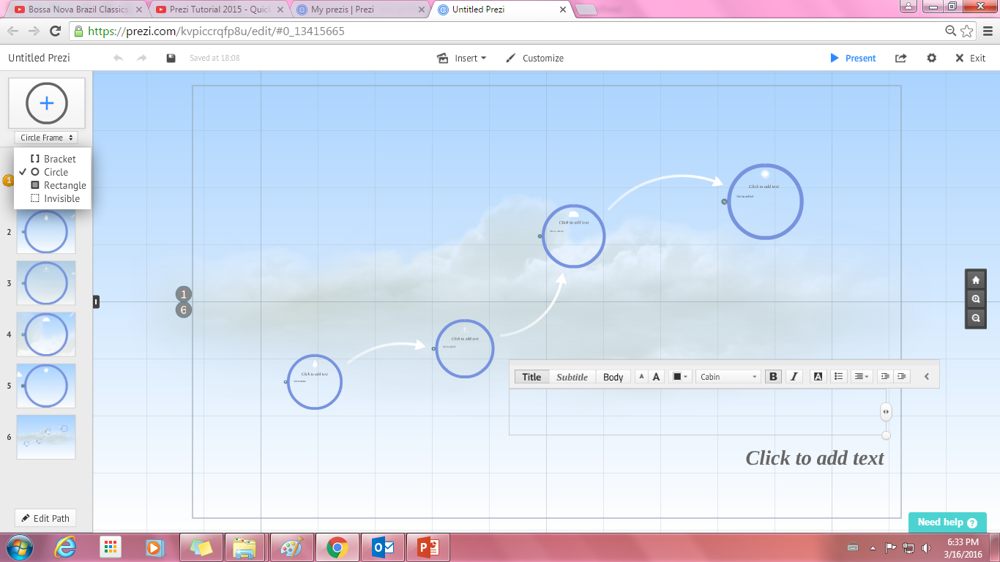 Bossa Nova Brazil Classics
Prezi Tutorial 2015 - Quick
My prezis | Prezi
Untitled Prezi
https://prezi.com/kvpiccrqfp8u/edit/#0_13415665
Untitled Prezi
Saved at 18:08
Insert
Customize
Present
Exit
Circle Frame
Bracket
Circle
Rectangle
Invisible
1
2
3
4
5
6
Edit Path
1
6
Click to add text
Click to add text
Click to add text
Click to add text
Title
Subtitle
Body
A A
Cabin
B I A
Click to add text
Need help ?
6:33 PM
3/16/2016